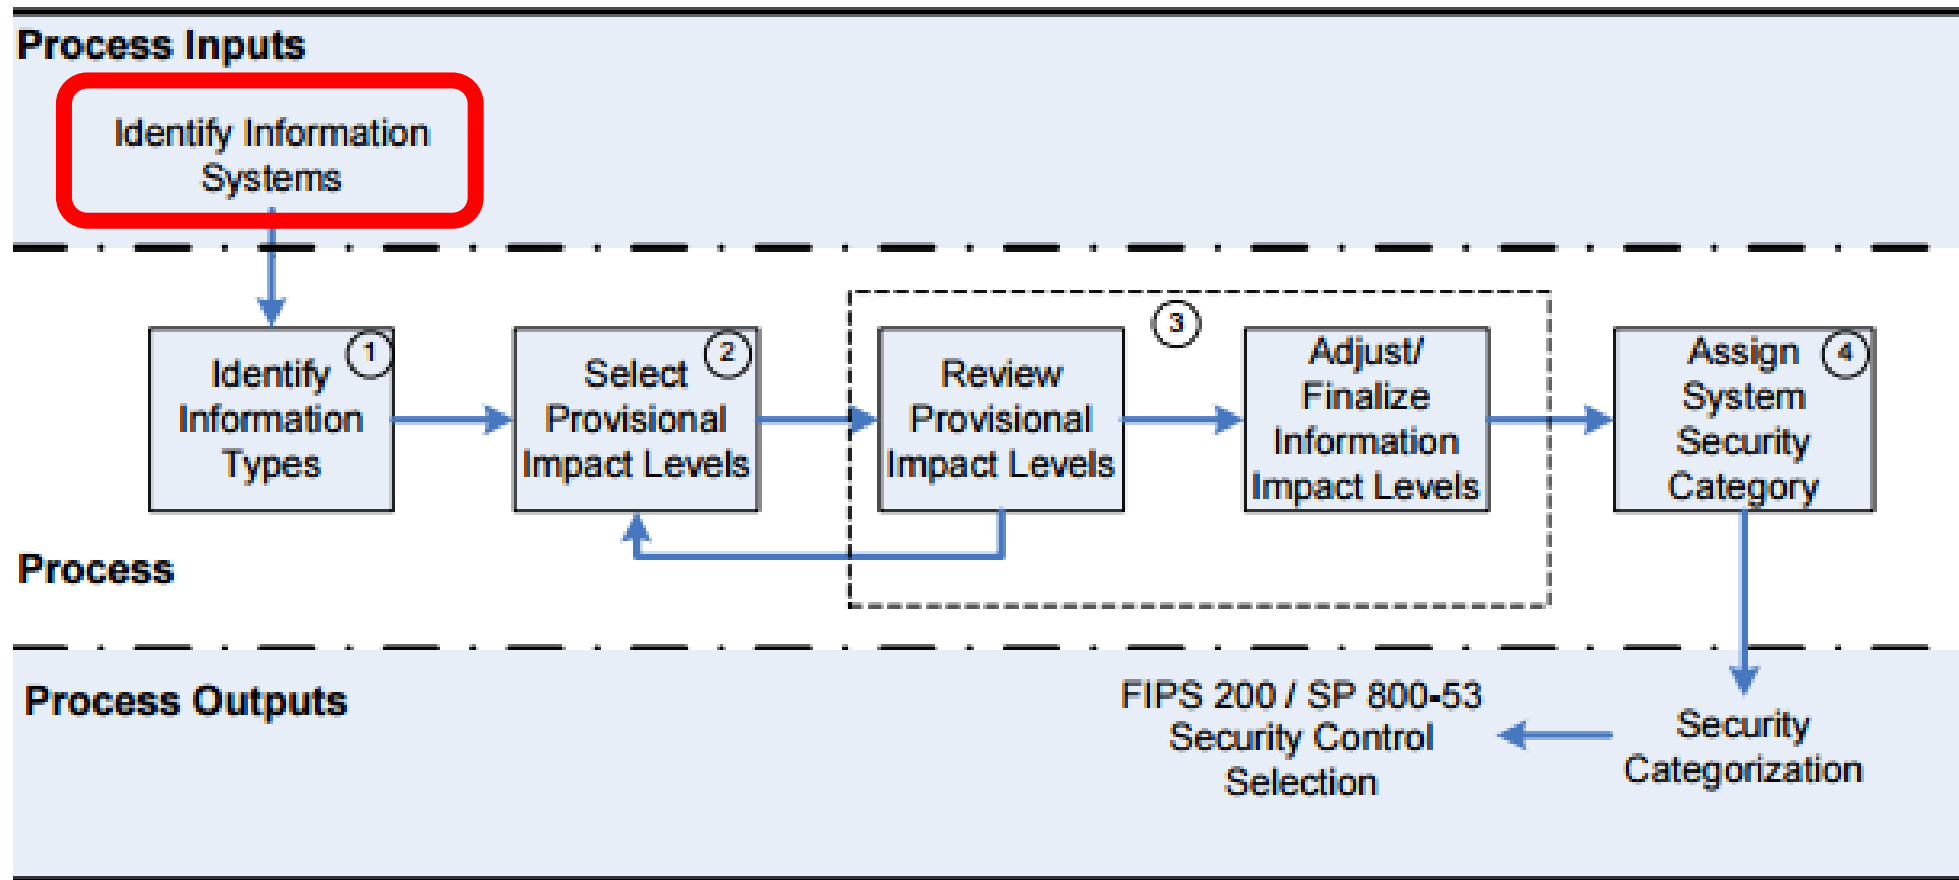 Process Inputs
Identify Information
Systems
Identify
Information
Types
1
Select
Provisional
Impact Levels
2
Review
Provisional
Impact Levels
3
Adjust/
Finalize
Information
Impact Levels
Assign
System
Security
Category
4
Process
Process Outputs
FIPS 200 / SP 800-53
Security Control
Selection
Security
Categorization